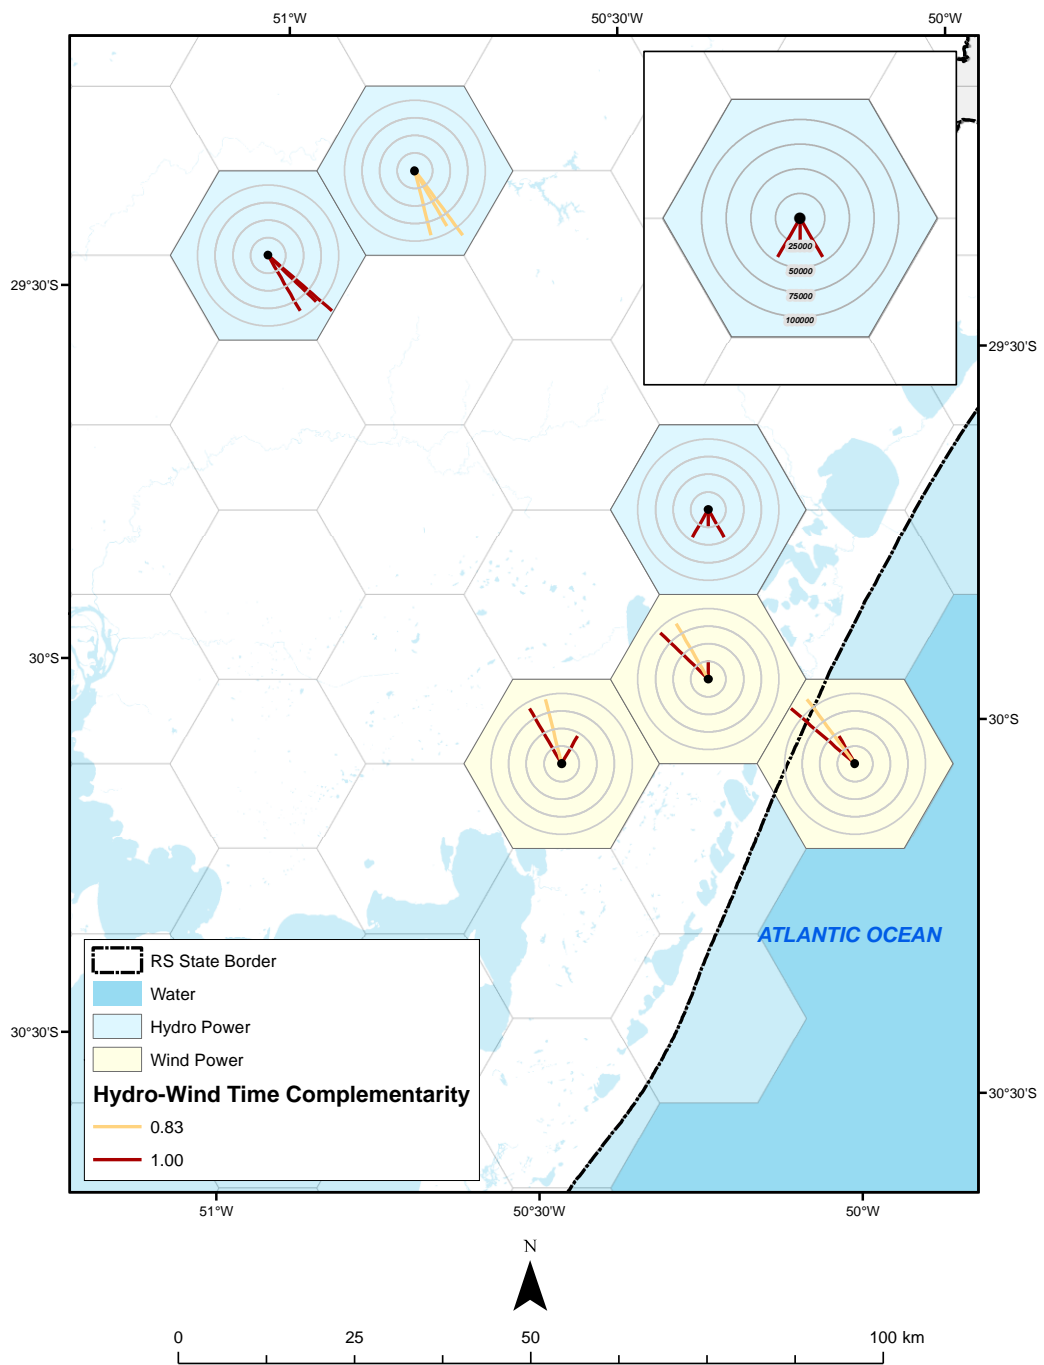 51°W 50°30'W 50°W
25000
50000
75000
100000
29°30'S
29°30'S
30°S
30°S
ATLANTIC OCEAN
RS State Border
Water
Hydro Power
Wind Power
Hydro-Wind Time Complementarity
0.83
1.00
30°30'S
30°30'S
51°W 50°30'W 50°W
N
0 25 50 100 km